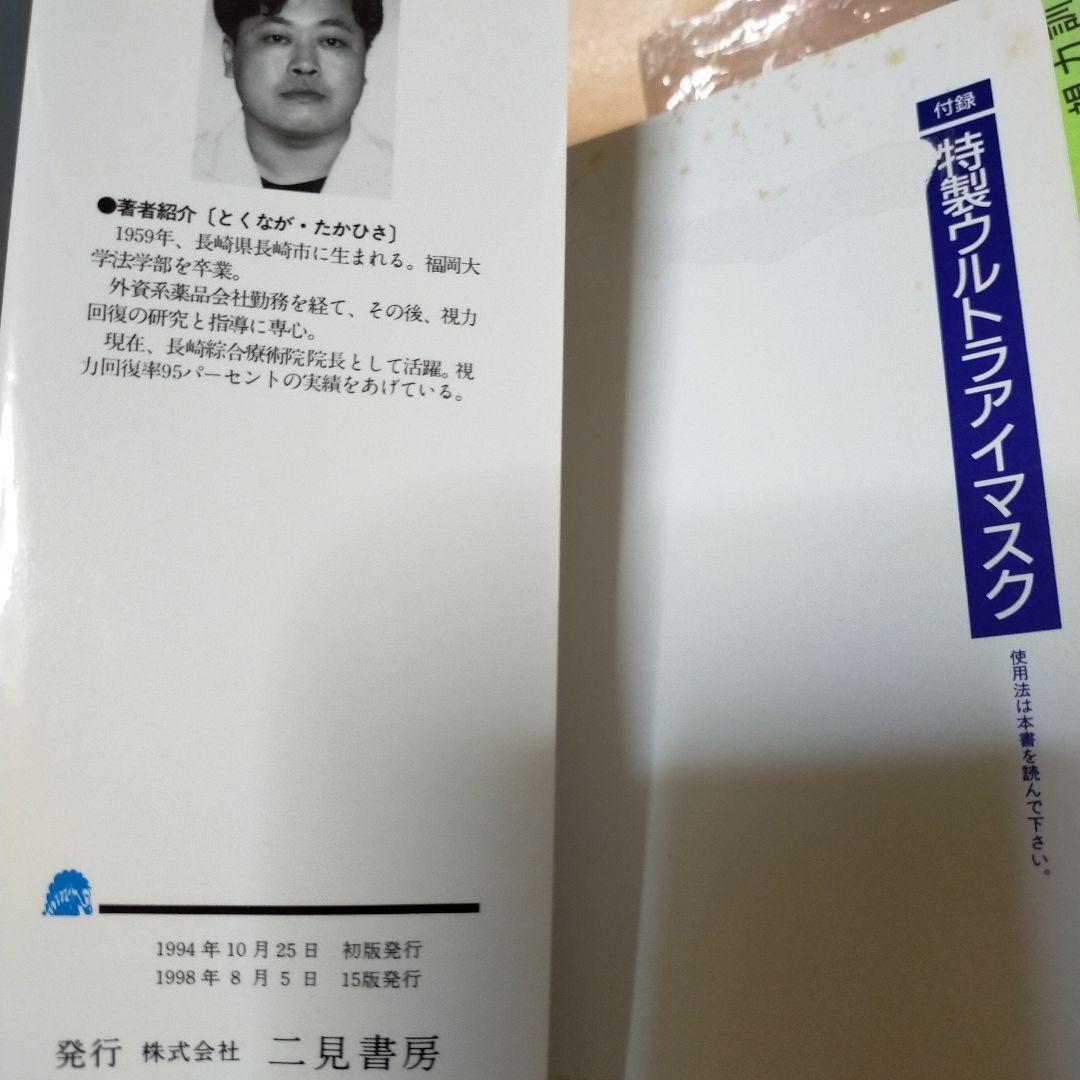 ●著者紹介〔とくなが・たかひさ〕
1959年、長崎県長崎市に生まれる。福岡大
学法学部を卒業。
外資系薬品会社勤務を経て、その後、視力
回復の研究と指導に専心。
現在、長崎綜合療術院院長として活躍。視
力回復率95パーセントの実績をあげている。
1994年10月25日 初版発行
1998年8月5日 15版発行
発行 株式会社 二見書房
付録
特製ウルトラアイマスク
使用法は本書を読んで下さい。